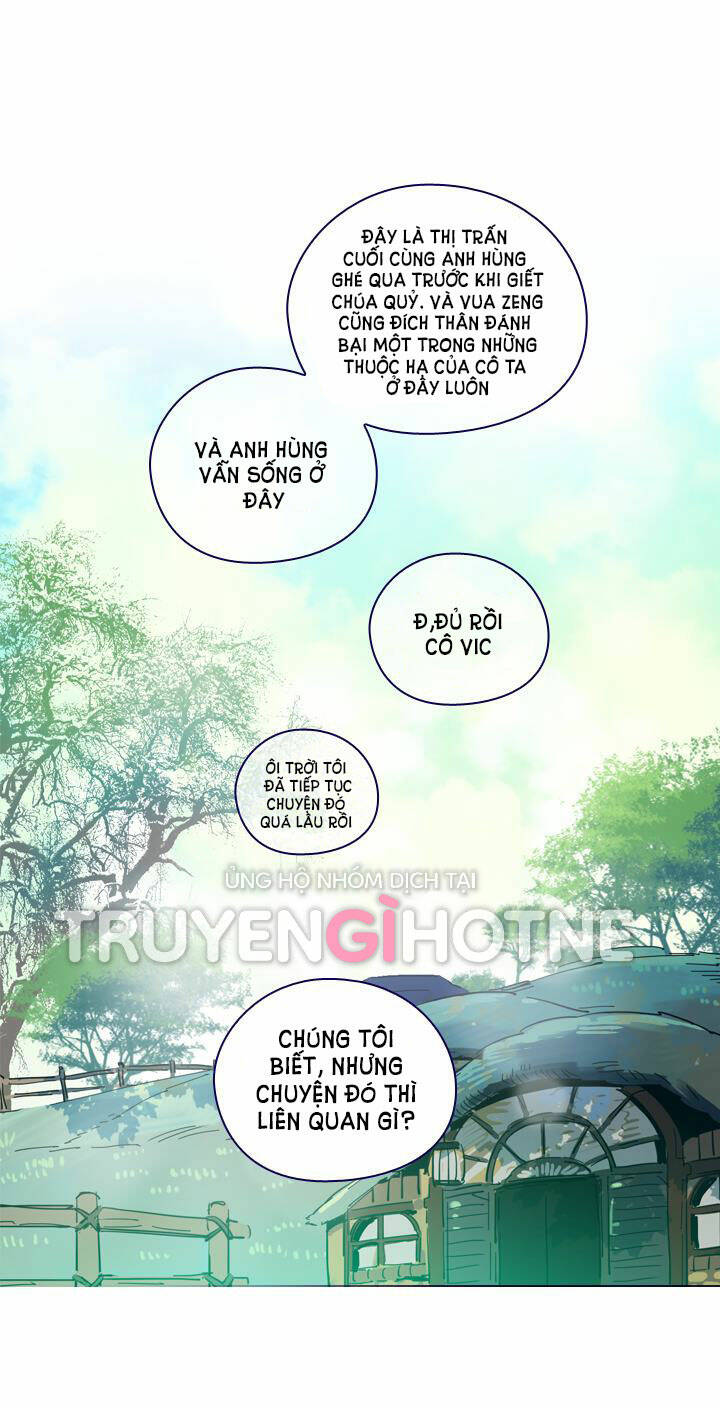 ĐÂY LÀ THỊ TRẤN
CUỐI CÙNG ANH HÙNG
GHÉ QUA TRƯỚC KHI GIẾT
CHÚA QUỶ. VÀ VUA ZENG
CŨNG ĐÍCH THÂN ĐÁNH
BẠI MỘT TRONG NHỮNG
THUỘC HẠ CỦA CÔ TA
Ở ĐÂY LUÔN
VÀ ANH HÙNG
VẪN SỐNG Ở
ĐÂY
Đ,ĐỦ RỒI
CÔ VIC
ÔI TRỜI TÔI
ĐÃ TIẾP TỤC
CHUYỆN ĐÓ
QUÁ LÂU RỒI
ỦNG HỘ NHÓM DỊCH TẠI
TRUYENGIHOTNE
CHÚNG TÔI
BIẾT, NHƯNG
CHUYỆN ĐÓ THÌ
LIÊN QUAN GÌ?